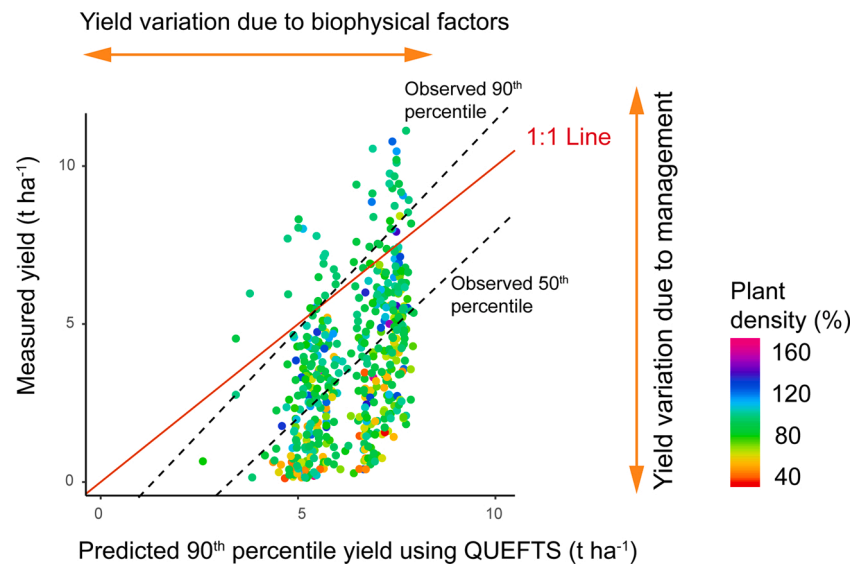 Yield variation due to biophysical factors
Observed 90th
percentile
1:1 Line
Measured yield (t ha-1)
10
5
0
Observed 50th
percentile
Yield variation due to management
Plant
density (%)
160
120
80
40
0
5
10
Predicted 90th percentile yield using QUEFTS (t ha-1)